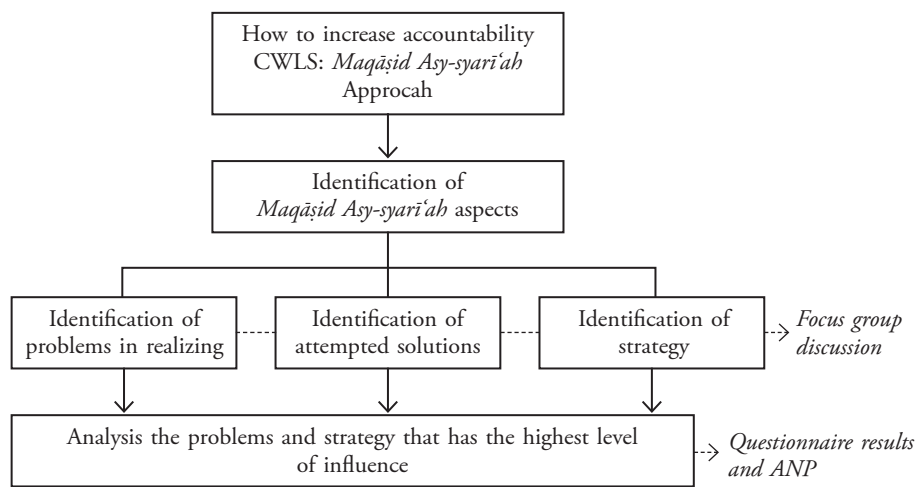 How to increase accountability
CWLS: Maqāṣid Asy-syarī‘ah
Approcah
Identification of
Maqāṣid Asy-syarī‘ah aspects
Identification of
problems in realizing
Identification of
attempted solutions
Identification of
strategy
Focus group
discussion
Analysis the problems and strategy that has the highest level
of influence
Questionnaire results
and ANP